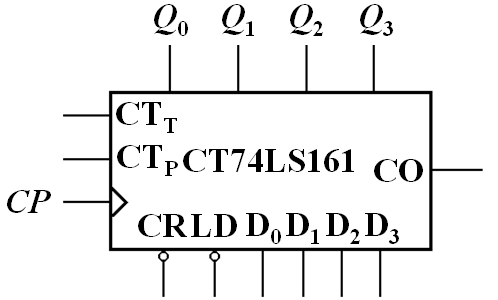 Q0 Q1 Q2 Q3
CTT
CTP CT74LS161
CO
CP
CR LD D0 D1 D2 D3